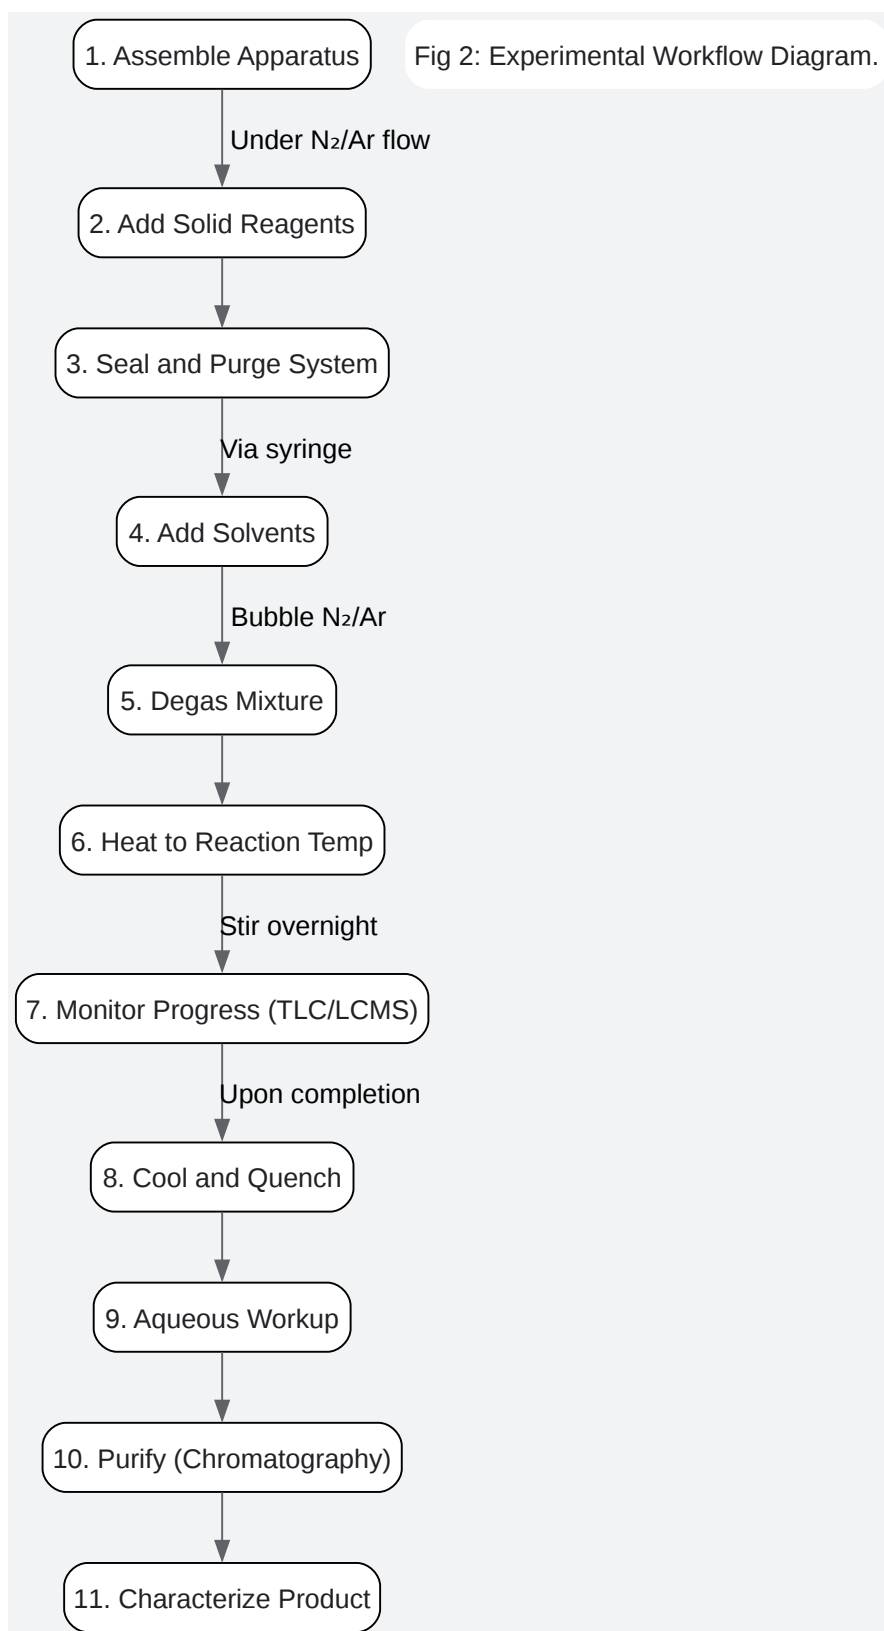 1. Assemble Apparatus
Fig 2: Experimental Workflow Diagram.
Under N₂/Ar flow
2. Add Solid Reagents
3. Seal and Purge System
Via syringe
4. Add Solvents
Bubble N₂/Ar
5. Degas Mixture
6. Heat to Reaction Temp
Stir overnight
7. Monitor Progress (TLC/LCMS)
Upon completion
8. Cool and Quench
9. Aqueous Workup
10. Purify (Chromatography)
11. Characterize Product